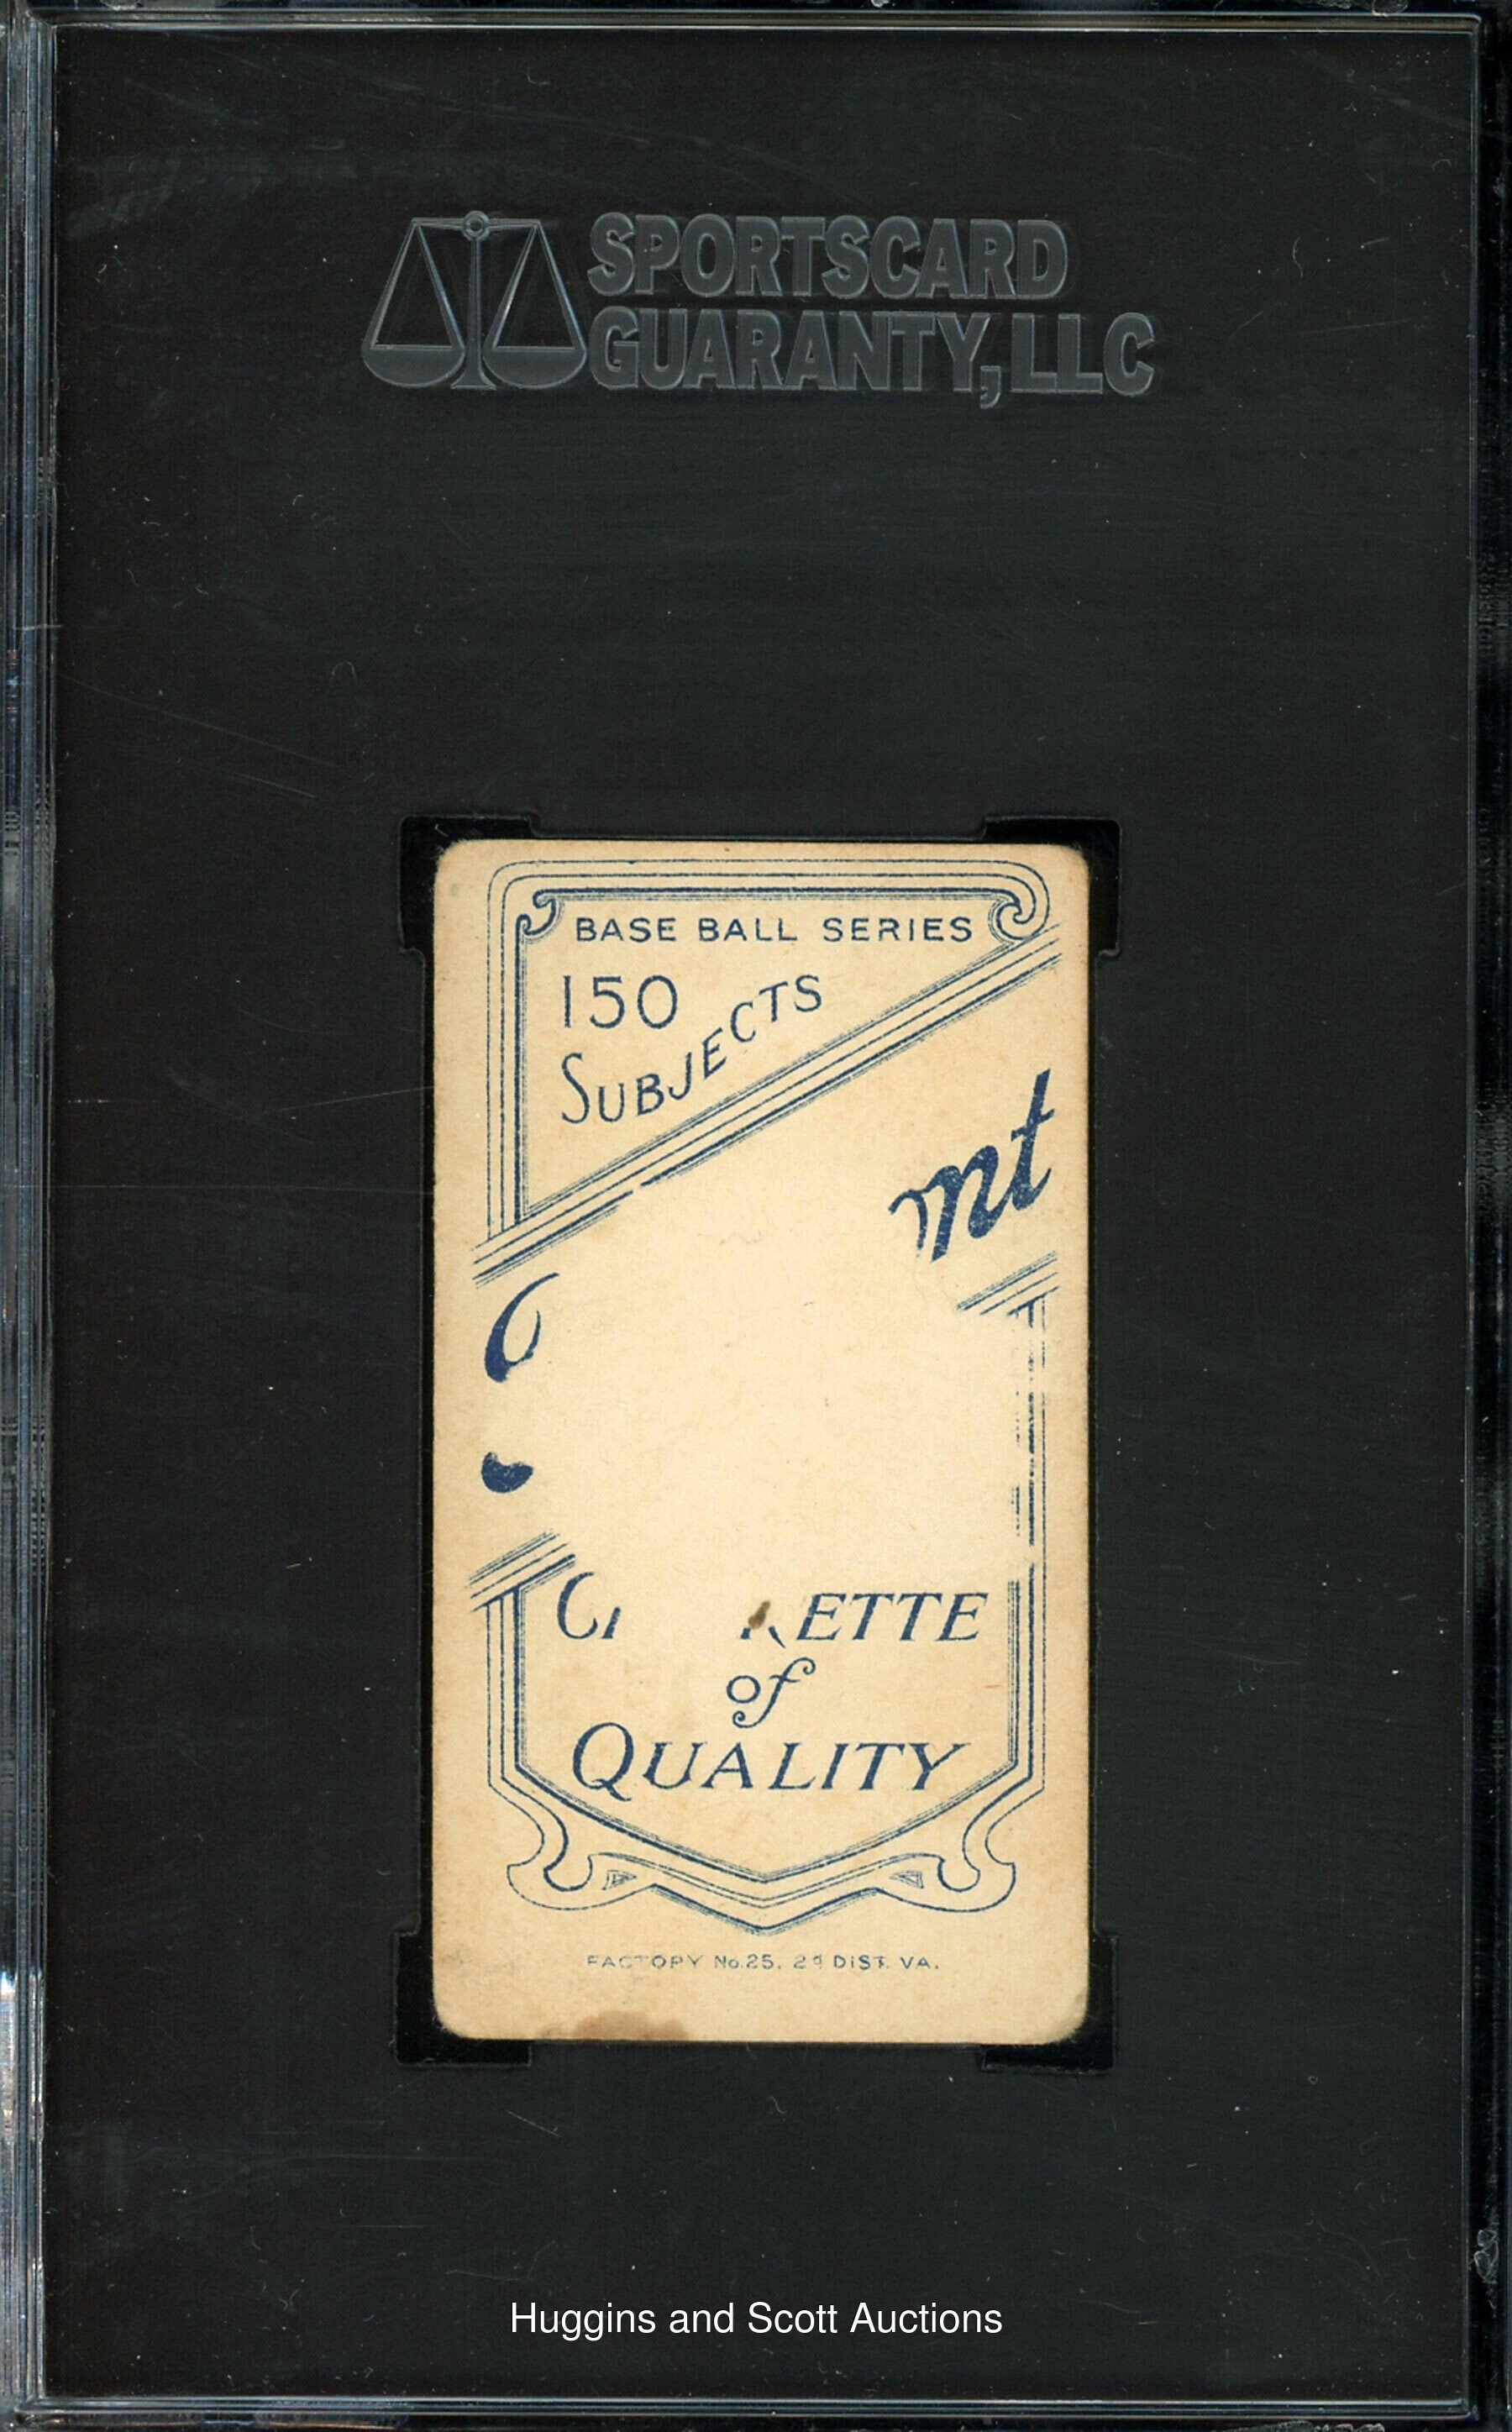 SPORTSCARD
GUARANTY, LLC
BASE BALL SERIES
150
SUBJECTS
mt
ETTE
of
QUALITY
FACTORY No. 25, 2d DIST. VA.
Huggins and Scott Auctions